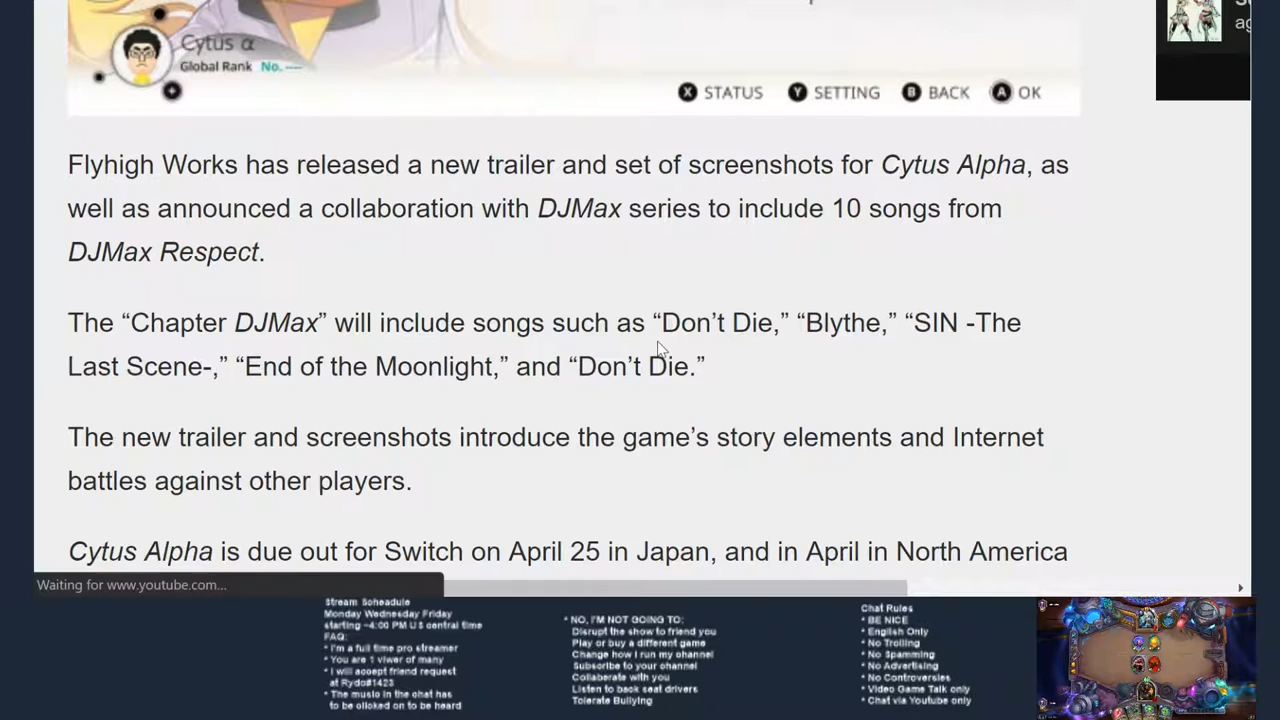 Cytus α
Global Rank No. ---
X STATUS Y SETTING B BACK A OK
Flyhigh Works has released a new trailer and set of screenshots for Cytus Alpha, as
well as announced a collaboration with DJMax series to include 10 songs from
DJMax Respect.
The “Chapter DJMax” will include songs such as “Don’t Die,” “Blythe,” “SIN -The
Last Scene-,” “End of the Moonlight,” and “Don’t Die.”
The new trailer and screenshots introduce the game’s story elements and Internet
battles against other players.
Cytus Alpha is due out for Switch on April 25 in Japan, and in April in North America
Waiting for www.youtube.com...
Stream Scheadule
Monday Wednesday Friday
starting ~4:00 PM US central time
FAQ:
* I'm a full time pro streamer
* You are 1 viwer of many
* I will accept friend request
at Rydo#1423
* The music in the chat has
to be clicked on to be heard
* NO, I'M NOT GOING TO:
Disrupt the show to friend you
Play or buy a different game
Change how I run my channel
Subscribe to your channel
Collaberate with you
Listen to back seat drivers
Tolerate Bullying
Chat Rules
* BE NICE
* English Only
* No Trolling
* No Spamming
* No Advertising
* No Controversies
* Video Game Talk only
* Chat via Youtube only